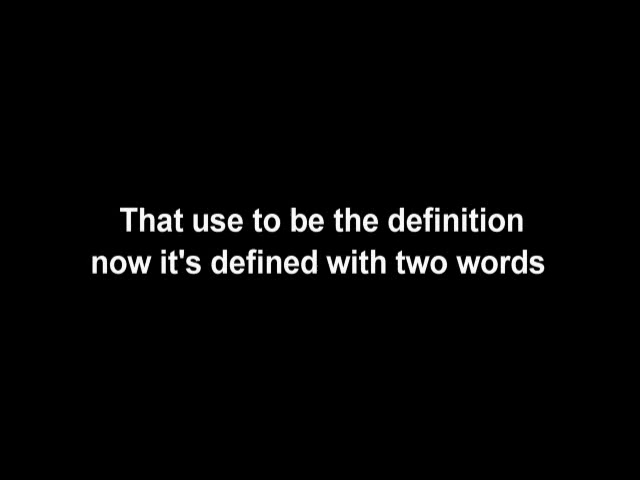 That use to be the definition
now it's defined with two words